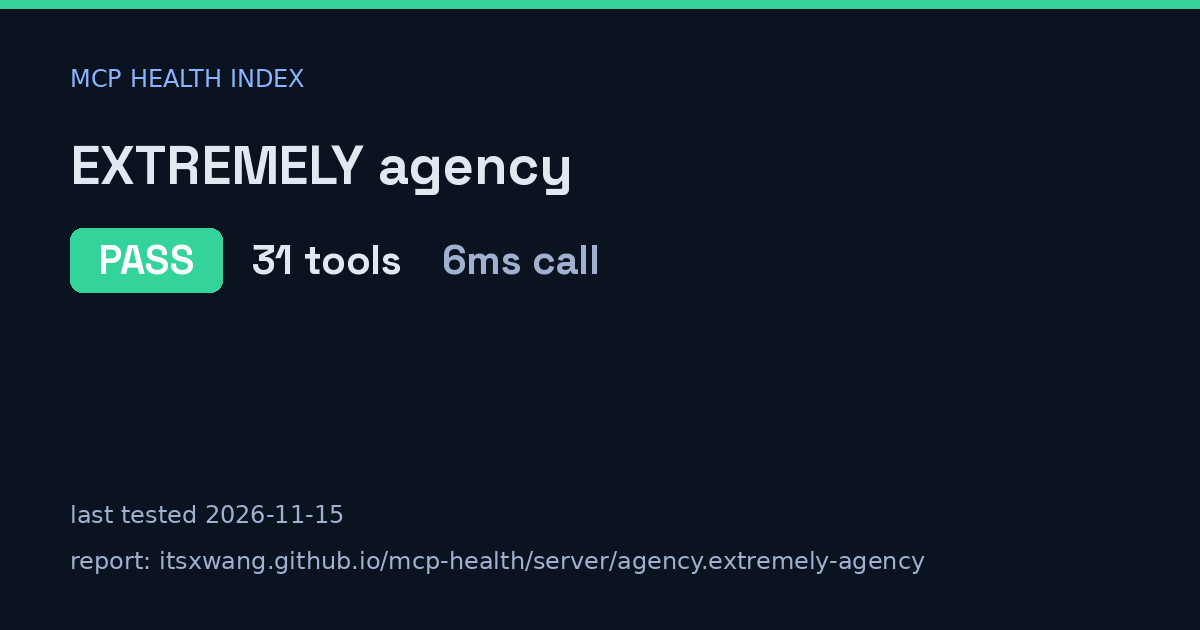 MCP HEALTH INDEX
EXTREMELY agency
PASS 31 tools 6ms call
last tested 2026-11-15
report: itsxwang.github.io/mcp-health/server/agency.extremely-agency